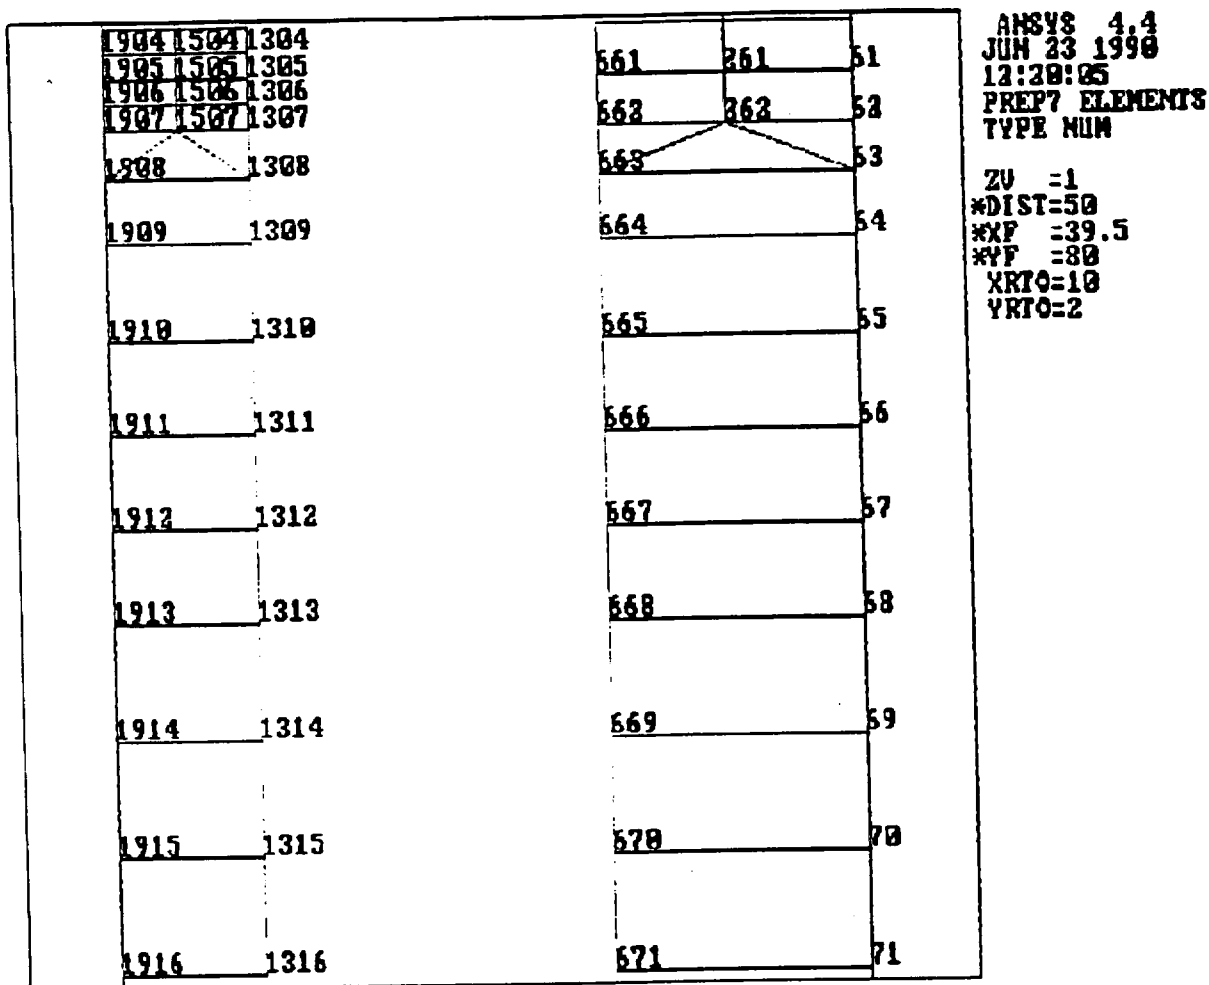 1904 1504 1304
1905 1505 1305
1906 1506 1306
1907 1507 1307
1908 1308
1909 1309
1910 1310
1911 1311
1912 1312
1913 1313
1914 1314
1915 1315
1916 1316
661 261 61
662 262 62
663 63
664 64
665 65
666 66
667 67
668 68
669 69
670 70
671 71
ANSYS 4.4
JUN 23 1990
12:20:05
PREP7 ELEMENTS
TYPE NUM
ZV =1
*DIST=50
*XF =39.5
*YF =80
XRTO=10
YRTO=2